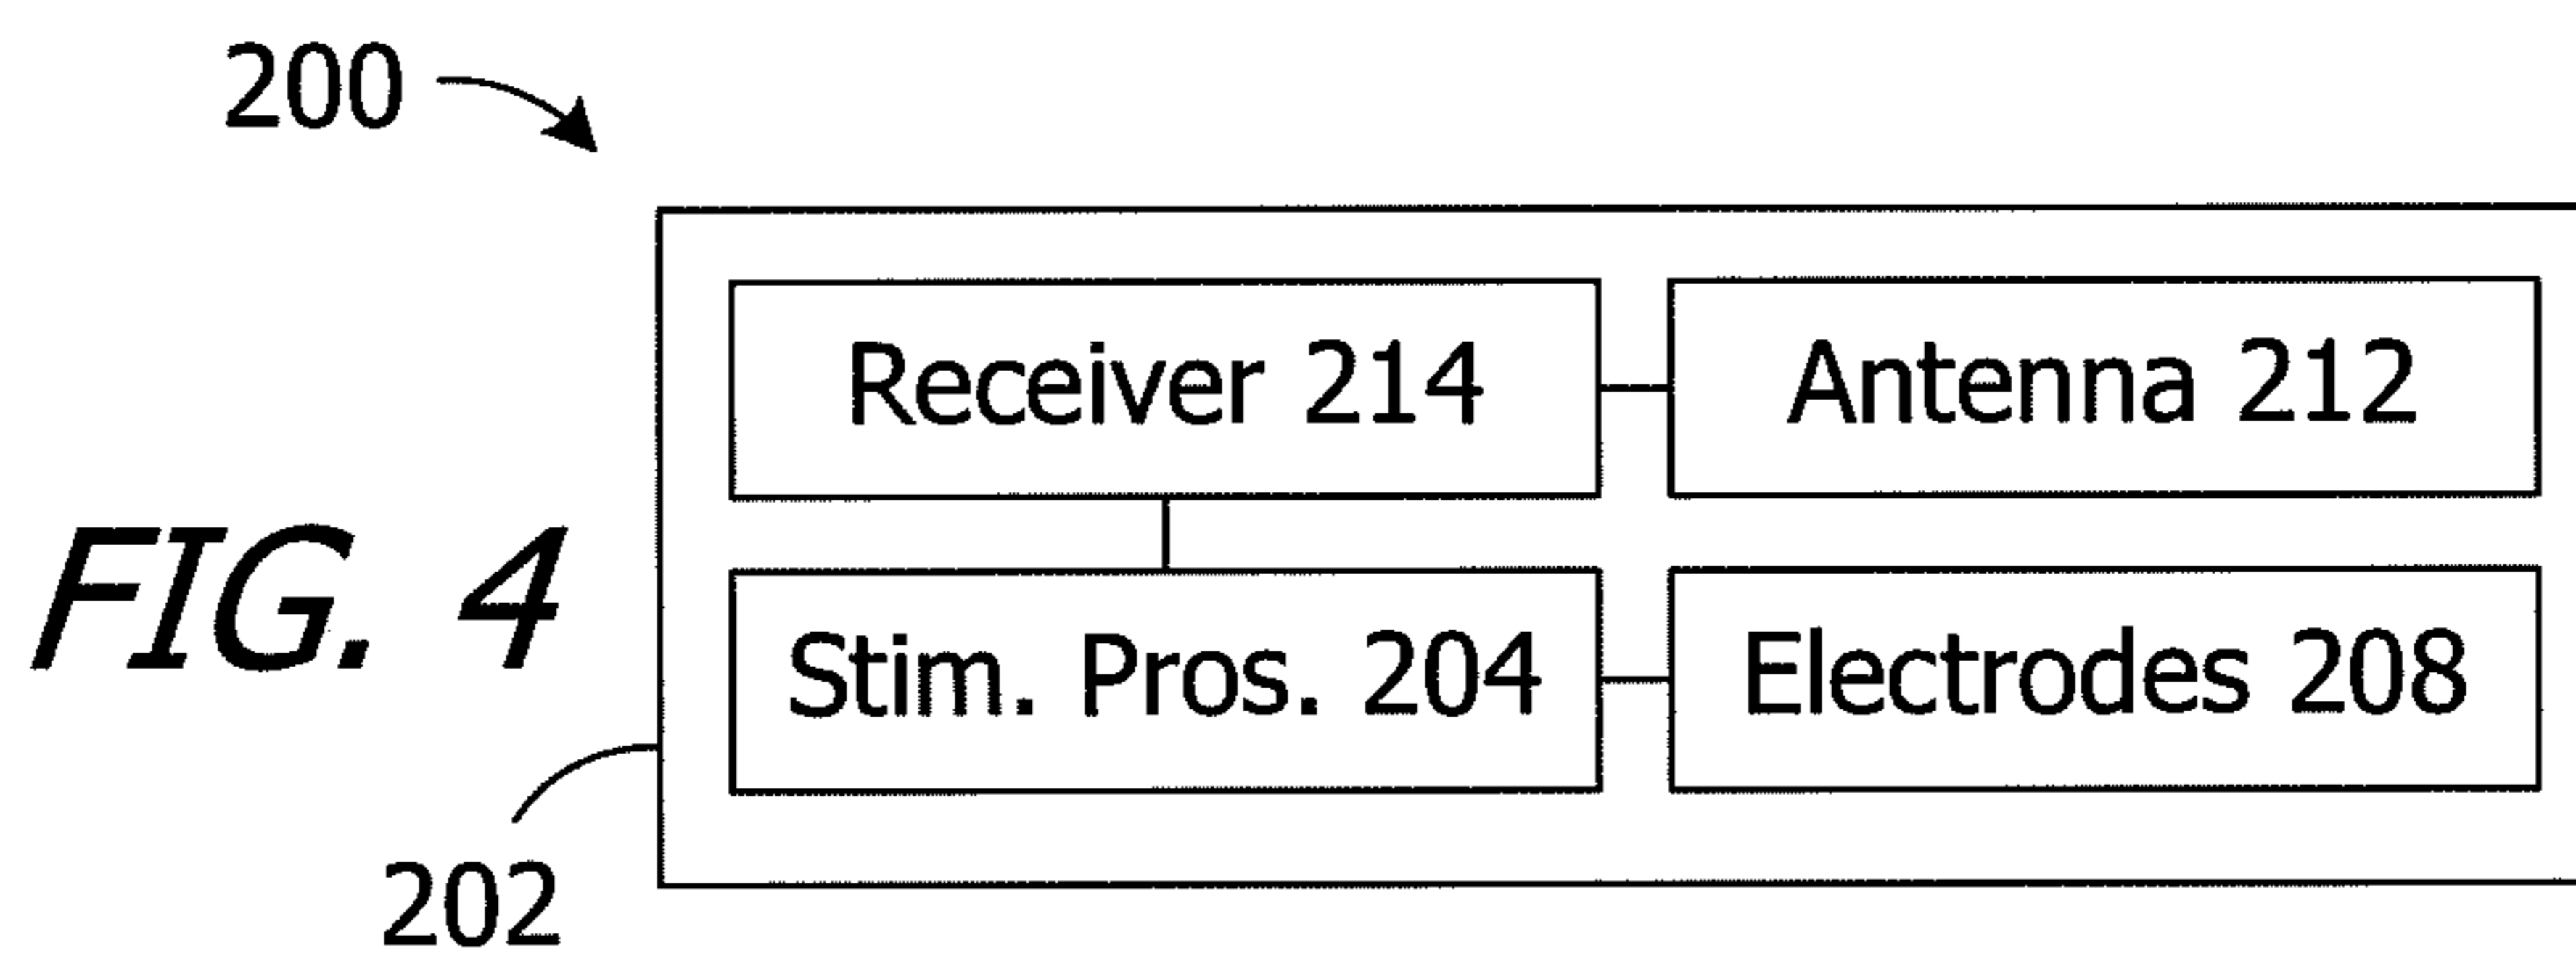 200
Receiver 214
Antenna 212
FIG. 4
Stim. Pros. 204
Electrodes 208
202